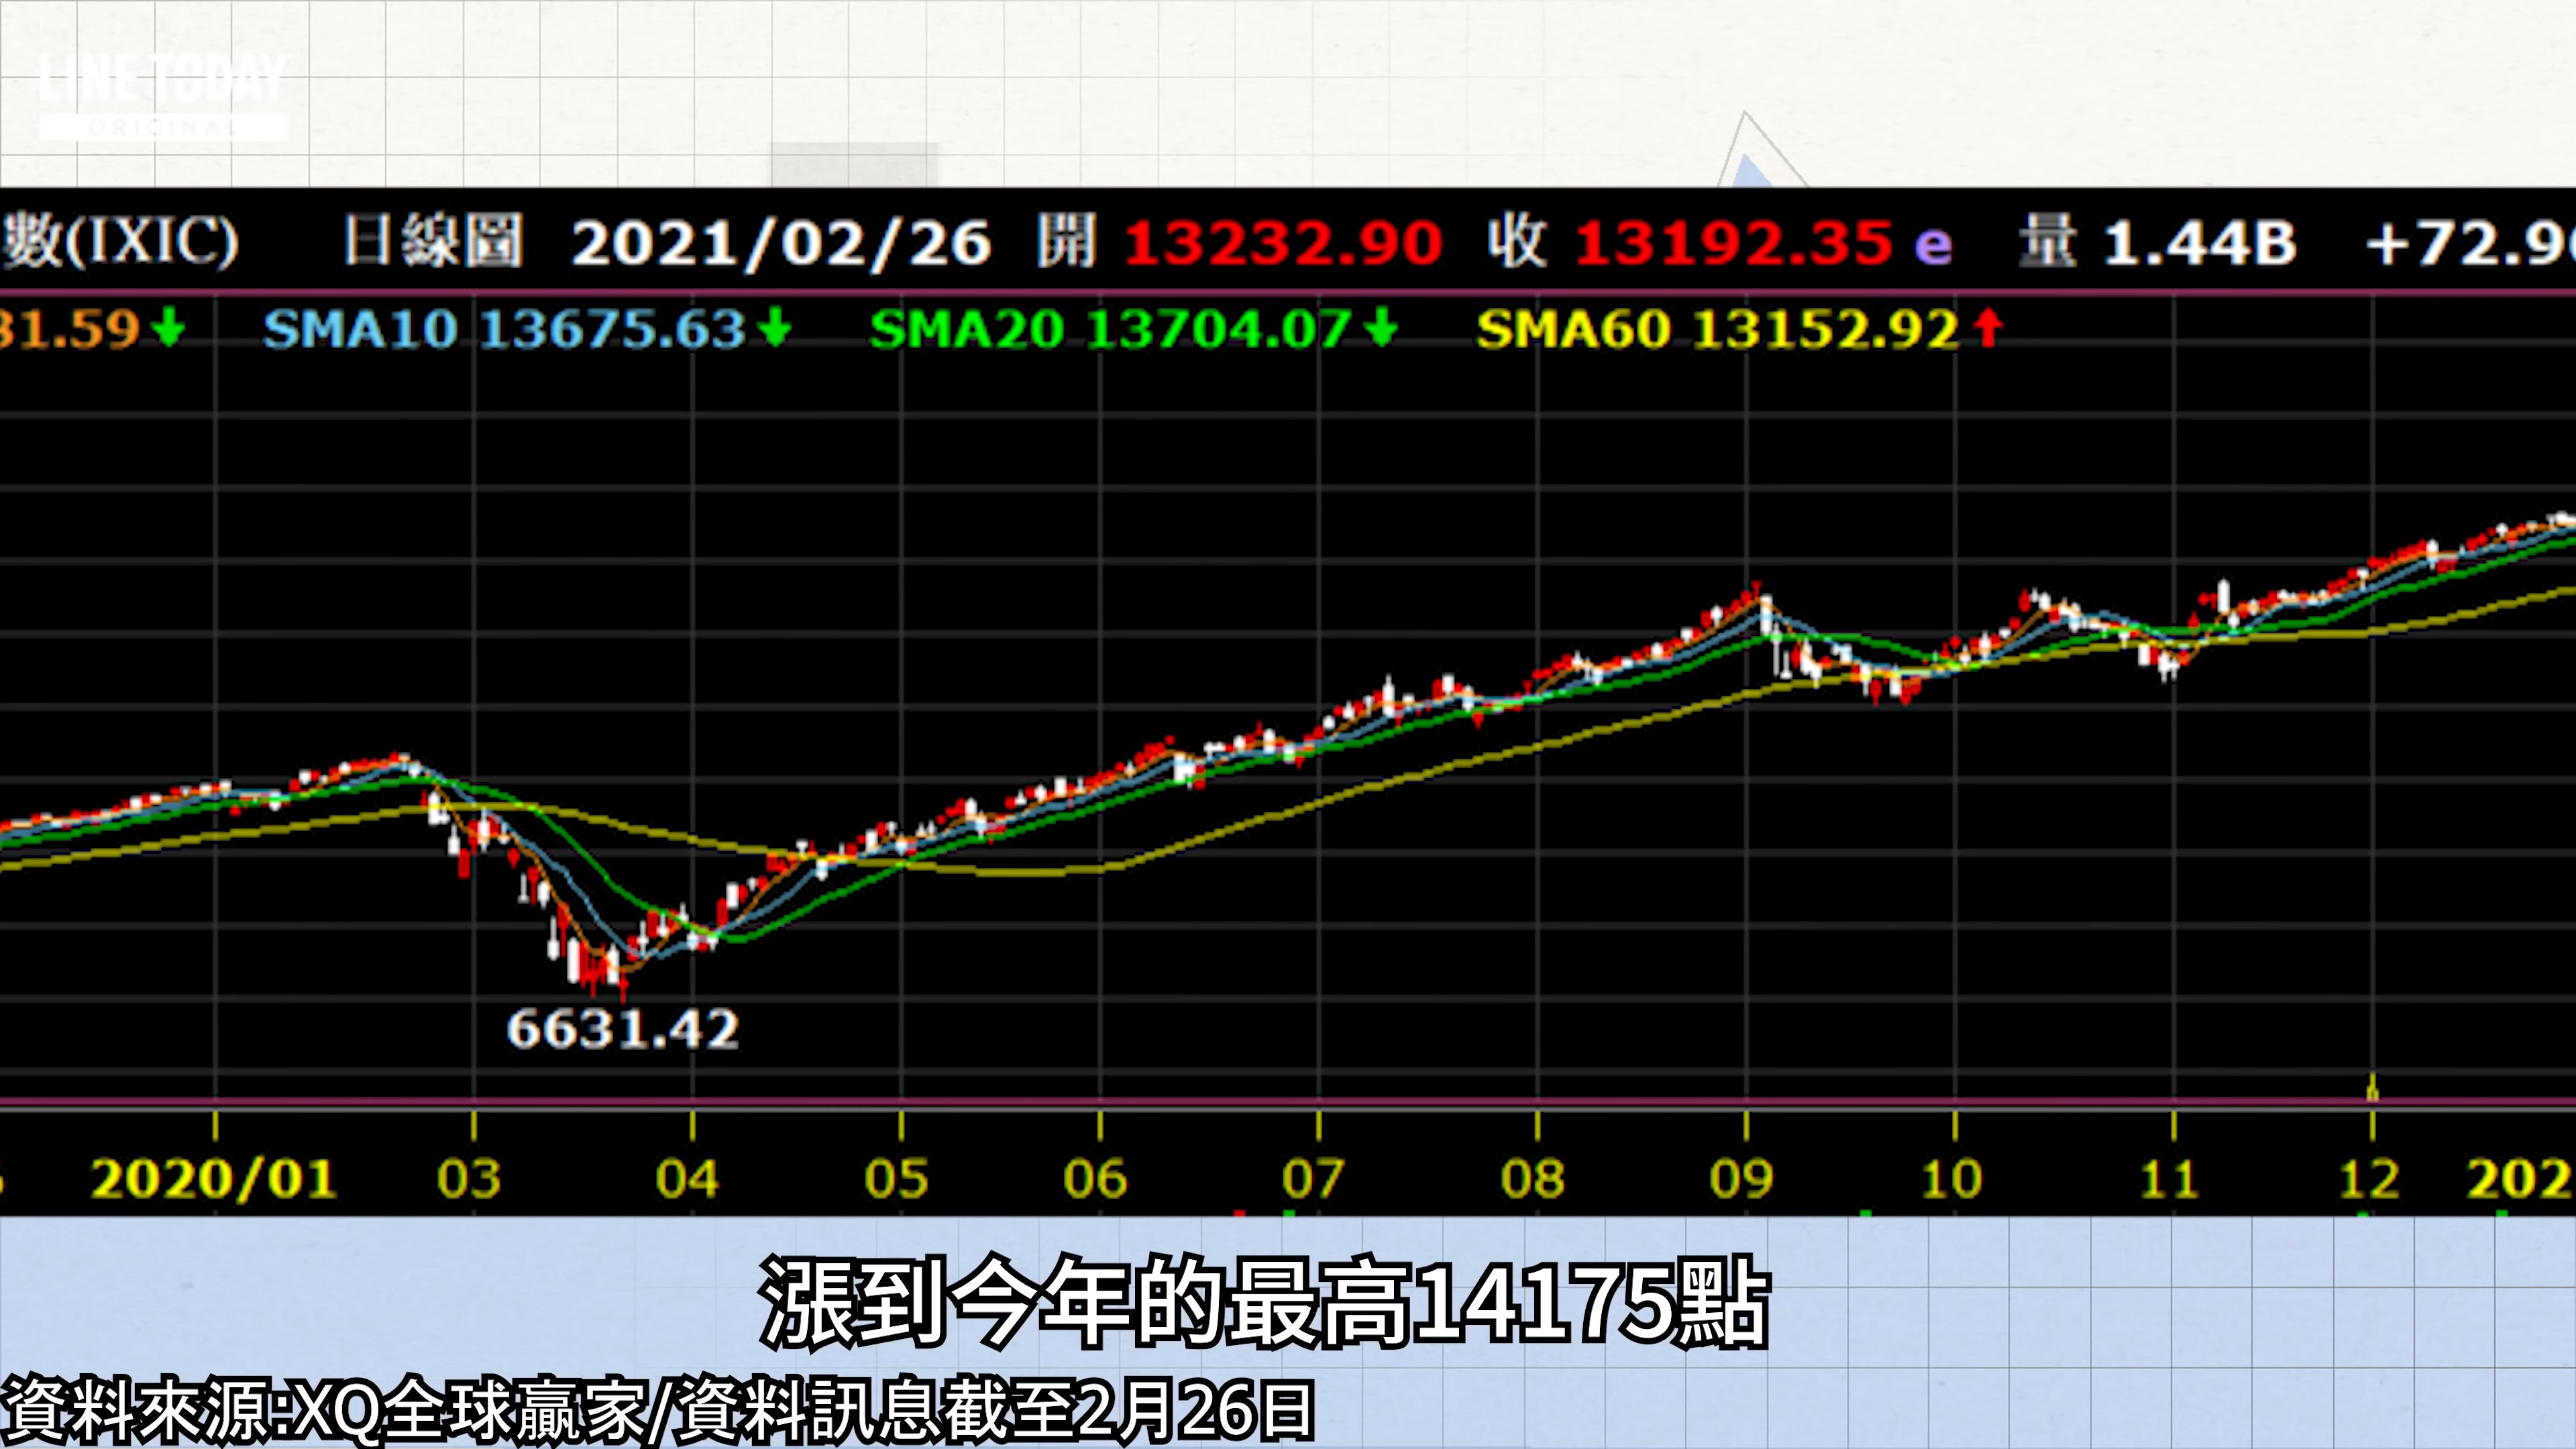 LINE TODAY
ORIGINAL
數(IXIC) 日線圖 2021/02/26 開 13232.90 收 13192.35 e 量 1.44B +72.9
31.59↓ SMA10 13675.63↓ SMA20 13704.07↓ SMA60 13152.92↑
6631.42
2020/01 03 04 05 06 07 08 09 10 11 12 202
漲到今年的最高14175點
資料來源:XQ全球贏家/資料訊息截至2月26日